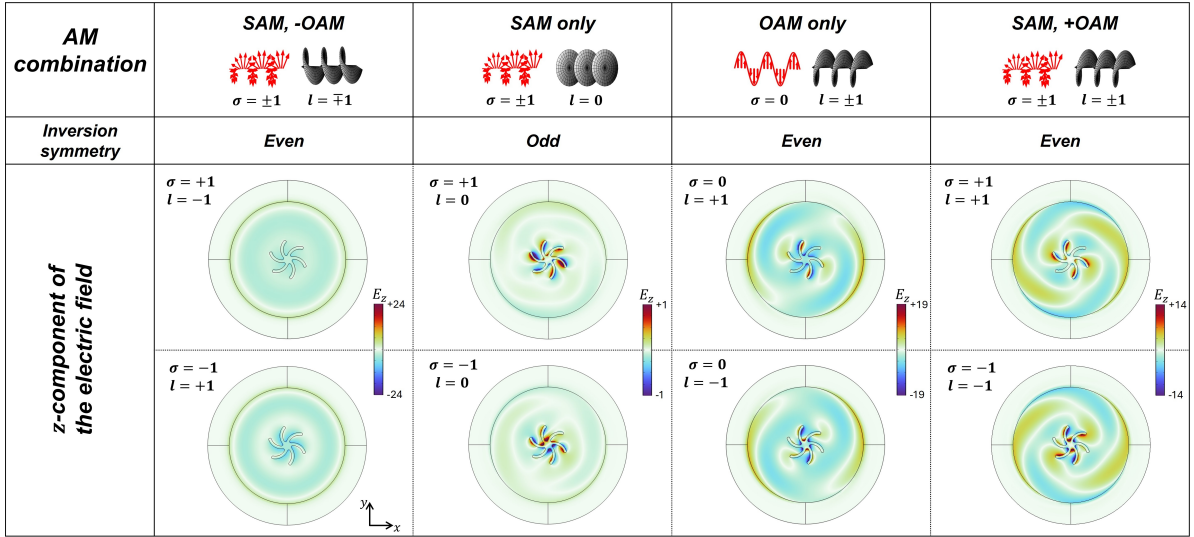 AM
combination
SAM, -OAM
σ = ±1
l = ∓1
SAM only
σ = ±1
l = 0
OAM only
σ = 0
l = ±1
SAM, +OAM
σ = ±1
l = ±1
Inversion
symmetry
Even
Odd
Even
Even
z-component of
the electric field
σ = +1
l = −1
E_z
+24
-24
σ = −1
l = +1
y
x
σ = +1
l = 0
E_z
+1
-1
σ = −1
l = 0
σ = 0
l = +1
E_z
+19
-19
σ = 0
l = −1
σ = +1
l = +1
E_z
+14
-14
σ = −1
l = −1